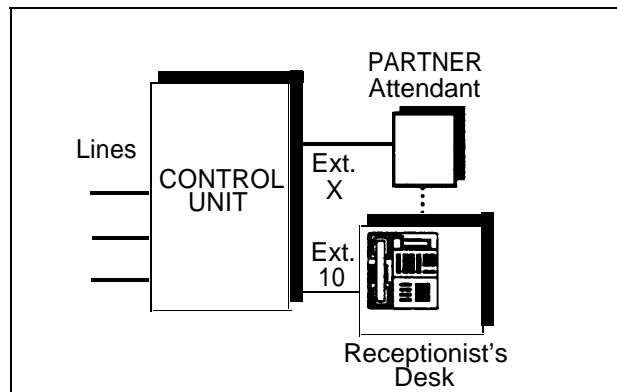 PARTNER
Attendant
Lines
CONTROL
UNIT
Ext.
X
Ext.
10
Receptionist's
Desk